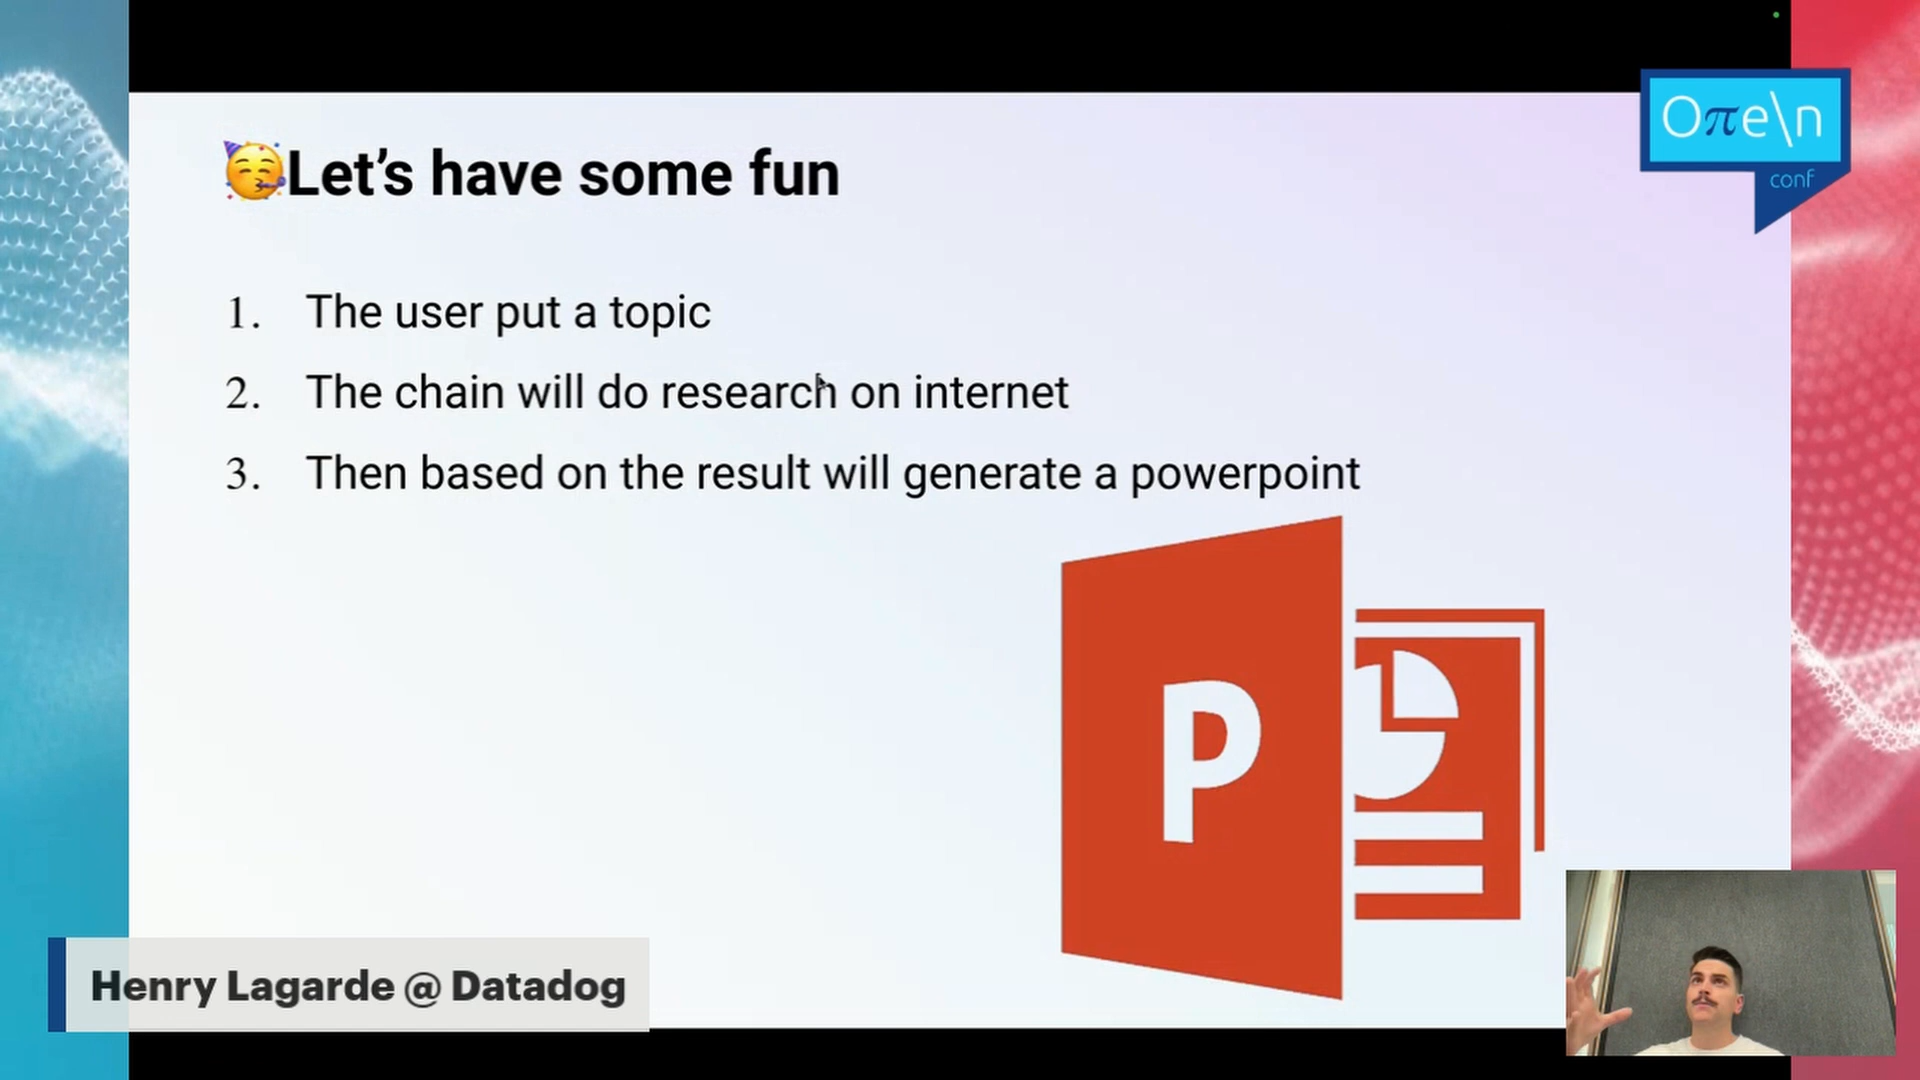 🥳Let's have some fun
1. The user put a topic
2. The chain will do research on internet
3. Then based on the result will generate a powerpoint
P
Oπe\n
conf
Henry Lagarde @ Datadog